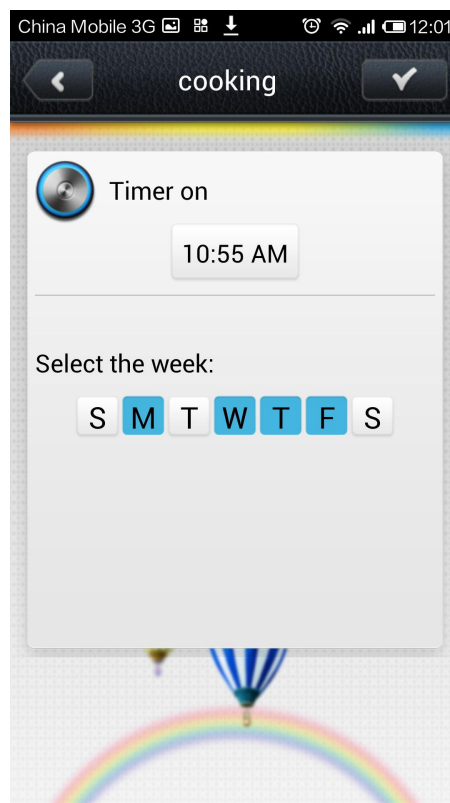 China Mobile 3G 12:01
cooking
Timer on
10:55 AM
Select the week:
S M T W T F S